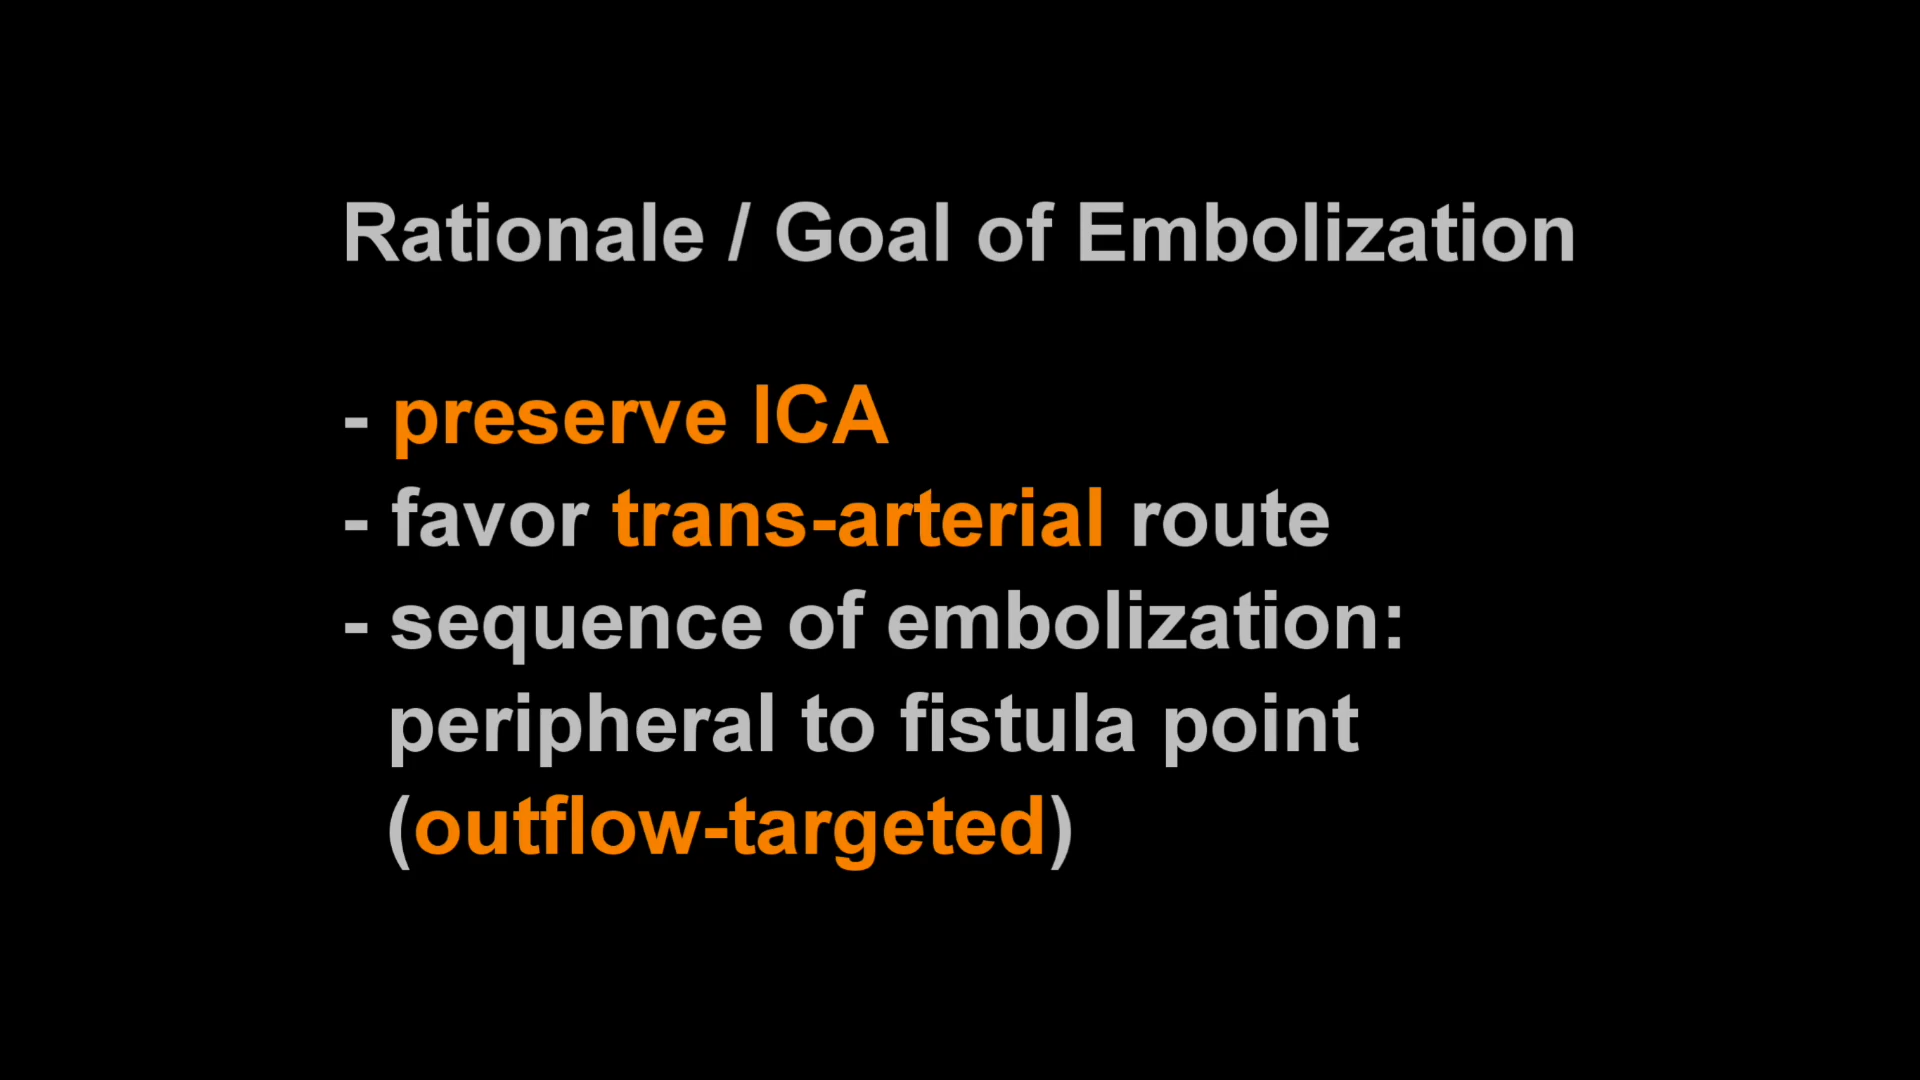 Rationale / Goal of Embolization
- preserve ICA
- favor trans-arterial route
- sequence of embolization:
peripheral to fistula point
(outflow-targeted)